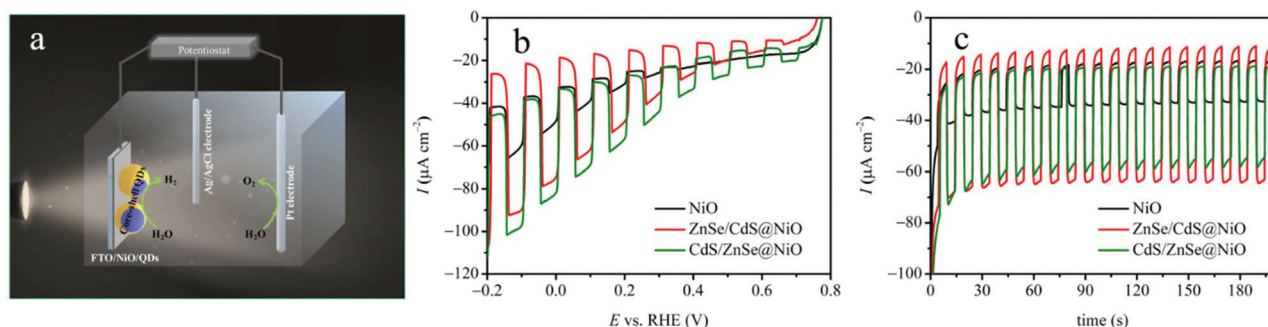 a
Potentiostat
Ag/AgCl electrode
Pt electrode
Core-shell QDs
H₂
O₂
H₂O
H₂O
FTO/NiO/QDs
b
I (µA cm⁻²)
0
−20
−40
−60
−80
−100
−120
−0.2 0.0 0.2 0.4 0.6 0.8
E vs. RHE (V)
NiO
ZnSe/CdS@NiO
CdS/ZnSe@NiO
c
I (µA cm⁻²)
0
−20
−40
−60
−80
−100
0 30 60 90 120 150 180
time (s)
NiO
ZnSe/CdS@NiO
CdS/ZnSe@NiO